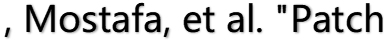 , Mostafa, et al. "Patch